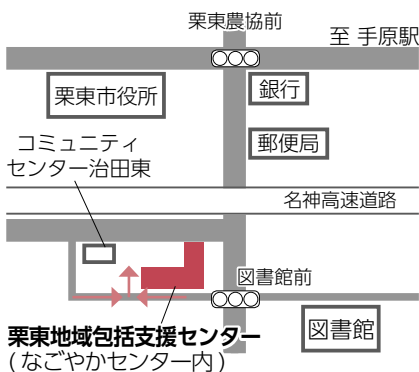 栗東農協前
至 手原駅
栗東市役所
銀行
郵便局
コミュニティ
センター治田東
名神高速道路
図書館前
栗東地域包括支援センター
(なごやかセンター内)
図書館